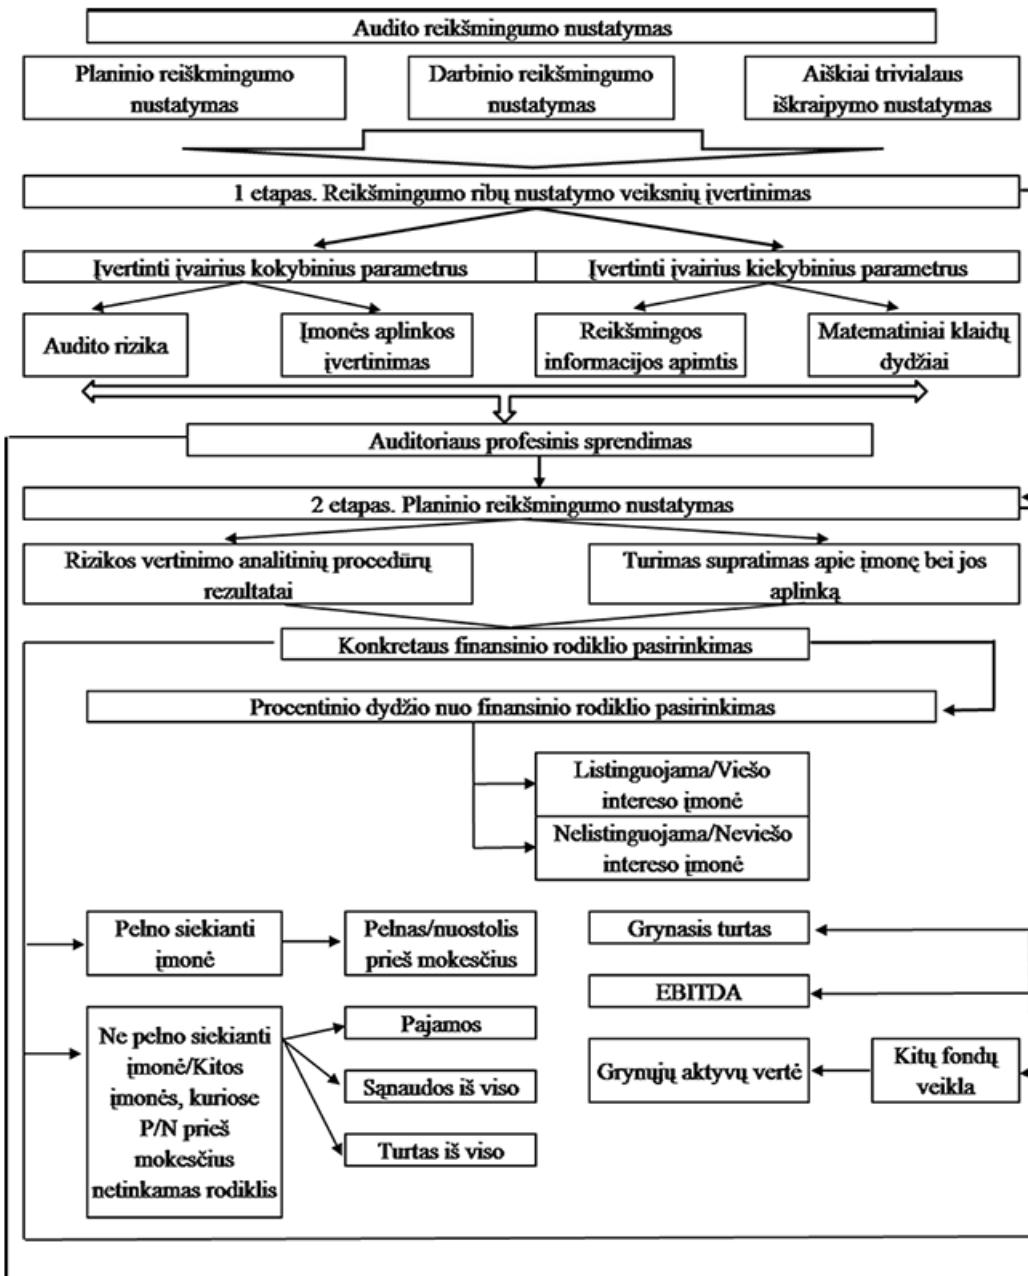 Audito reikšmingumo nustatymas
Planinio reiškmingumo
nustatymas
Darbinio reikšmingumo
nustatymas
Aiškiai trivialaus
iškraipymo nustatymas
1 etapas. Reikšmingumo ribų nustatymo veiksnių įvertinimas
Įvertinti įvairius kokybinius parametrus
Įvertinti įvairius kiekybinius parametrus
Audito rizika
Įmonės aplinkos
įvertinimas
Reikšmingos
informacijos apimtis
Matematiniai klaidų
dydžiai
Auditoriaus profesinis sprendimas
2 etapas. Planinio reikšmingumo nustatymas
Rizikos vertinimo analitinių procedūrų
rezultatai
Turimas supratimas apie įmonę bei jos
aplinką
Konkretaus finansinio rodiklio pasirinkimas
Procentinio dydžio nuo finansinio rodiklio pasirinkimas
Listinguojama/Viešo
intereso įmonė
Nelistinguojama/Neviešo
intereso įmonė
Pelno siekianti
įmonė
Pelnas/nuostolis
prieš mokesčius
Grynasis turtas
EBITDA
Ne pelno siekianti
įmonė/Kitos
įmonės, kuriose
P/N prieš
mokesčius
netinkamas rodiklis
Pajamos
Sąnaudos iš viso
Turtas iš viso
Grynųjų aktyvų vertė
Kitų fondų
veikla